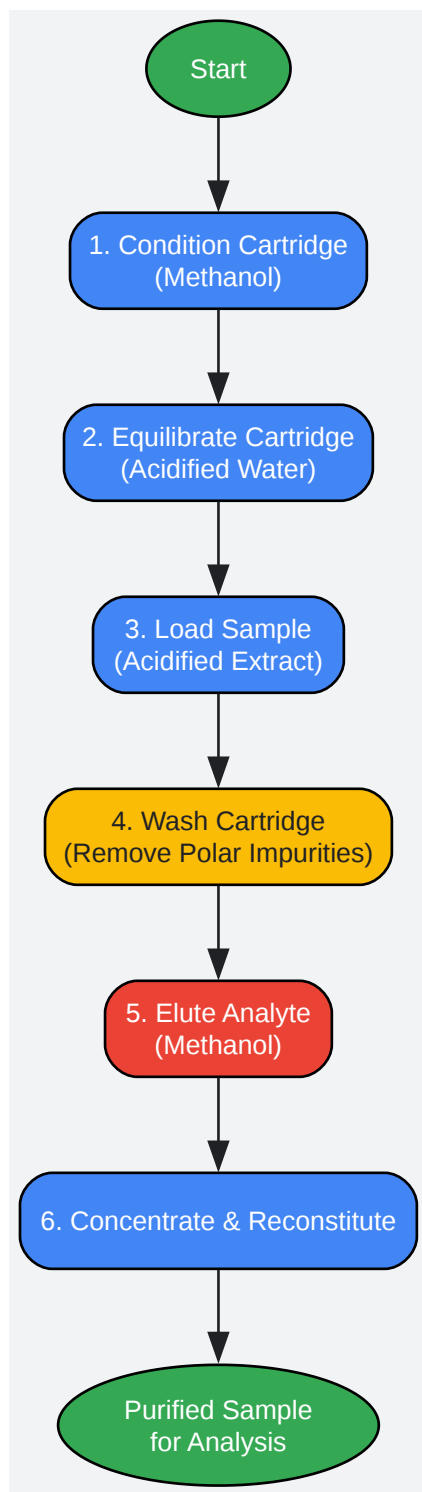 Start
1. Condition Cartridge
(Methanol)
2. Equilibrate Cartridge
(Acidified Water)
3. Load Sample
(Acidified Extract)
4. Wash Cartridge
(Remove Polar Impurities)
5. Elute Analyte
(Methanol)
6. Concentrate & Reconstitute
Purified Sample
for Analysis